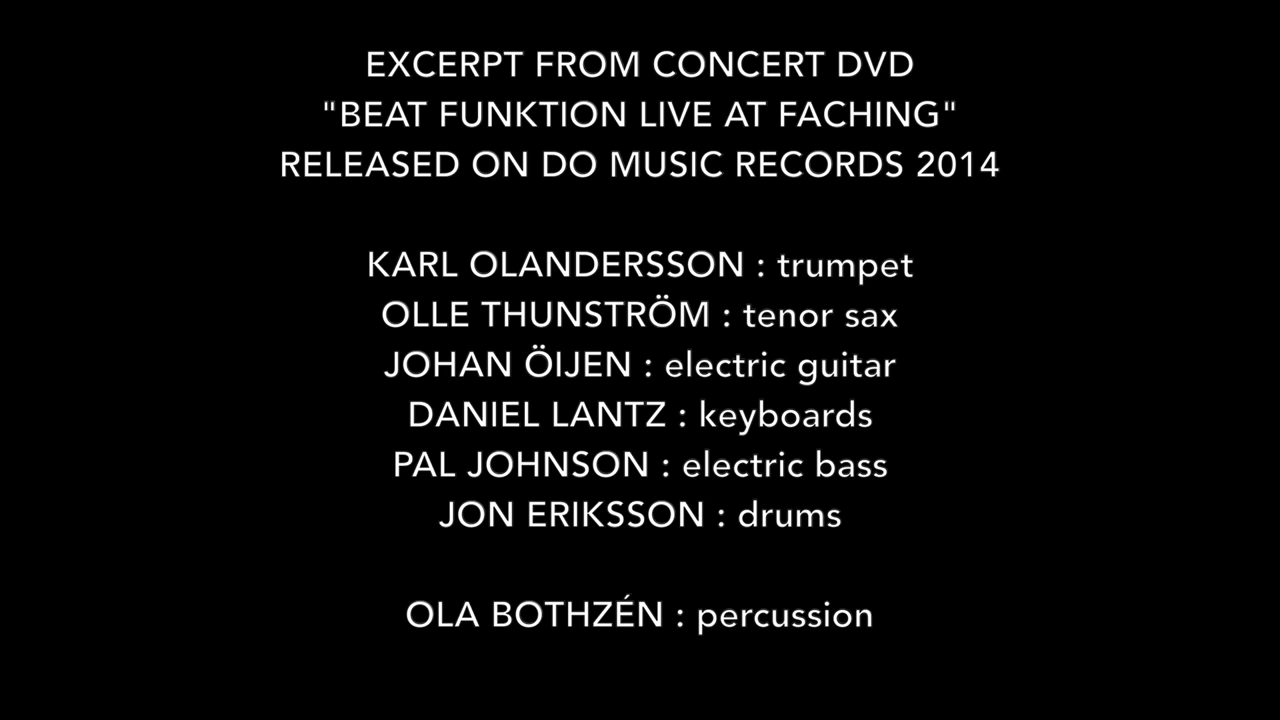 EXCERPT FROM CONCERT DVD
"BEAT FUNKTION LIVE AT FACHING"
RELEASED ON DO MUSIC RECORDS 2014
KARL OLANDERSSON : trumpet
OLLE THUNSTRÖM : tenor sax
JOHAN ÖIJEN : electric guitar
DANIEL LANTZ : keyboards
PAL JOHNSON : electric bass
JON ERIKSSON : drums
OLA BOTHZÉN : percussion